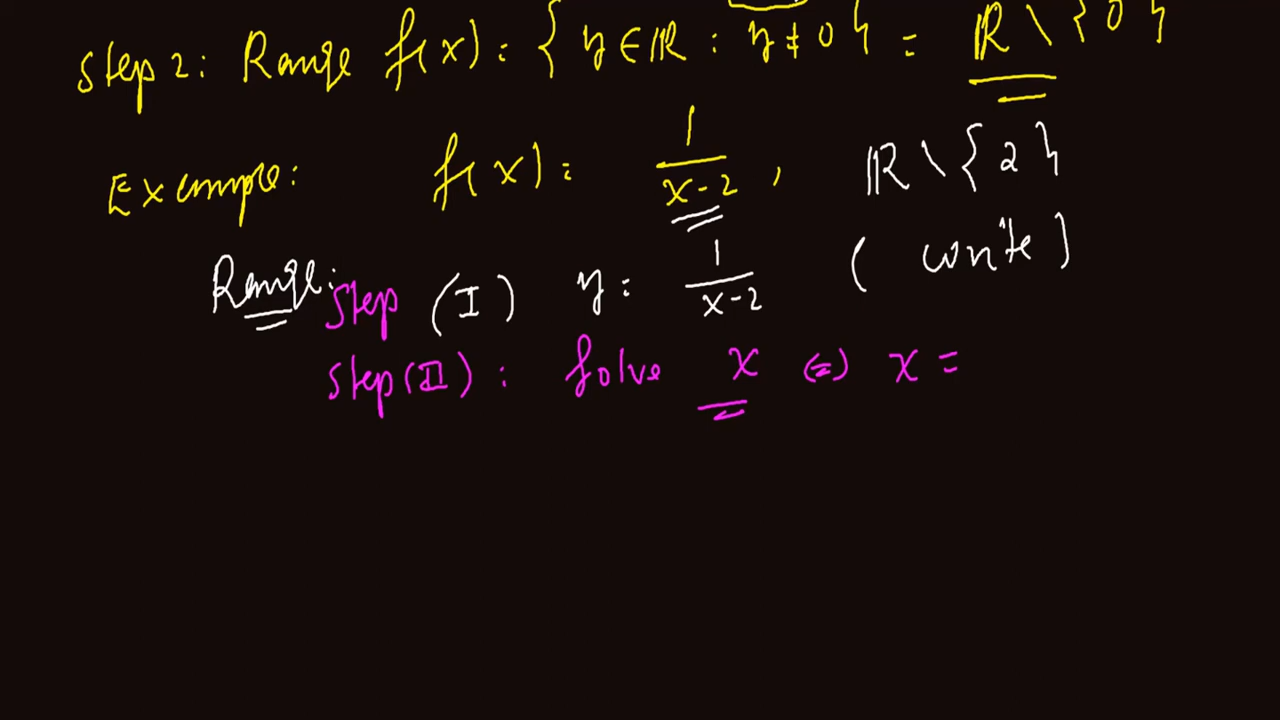 Step 2: Range f(x) = { y ∈ ℝ : y ≠ 0 } = ℝ \ { 0 }
Example: f(x) = 1/(x-2), ℝ \ { 2 }
Range: Step (I) y = 1/(x-2) (write)
Step (II) : Solve x (=) x =